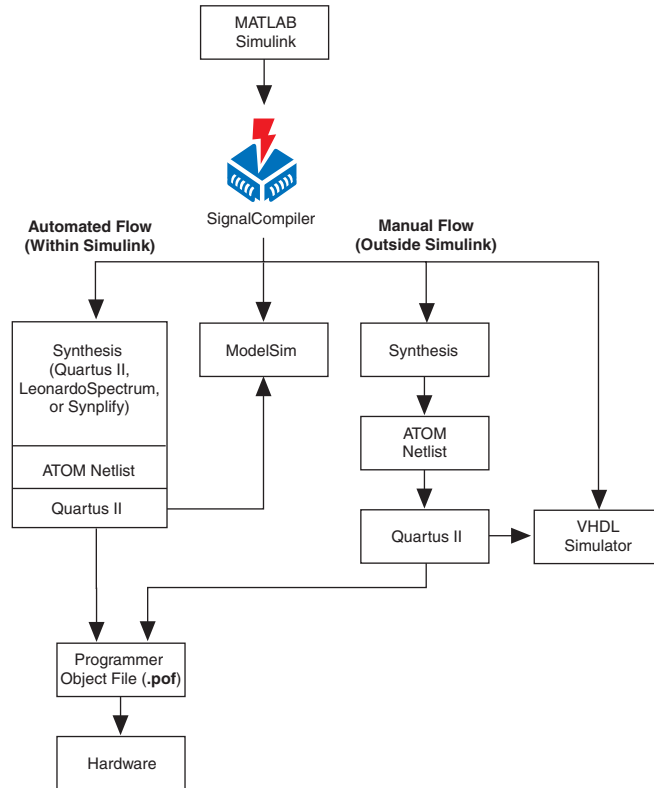 MATLAB
Simulink
SignalCompiler
Automated Flow
(Within Simulink)
Manual Flow
(Outside Simulink)
Synthesis
(Quartus II,
LeonardoSpectrum,
or Synplify)
ATOM Netlist
Quartus II
ModelSim
Synthesis
ATOM
Netlist
Quartus II
VHDL
Simulator
Programmer
Object File (.pof)
Hardware